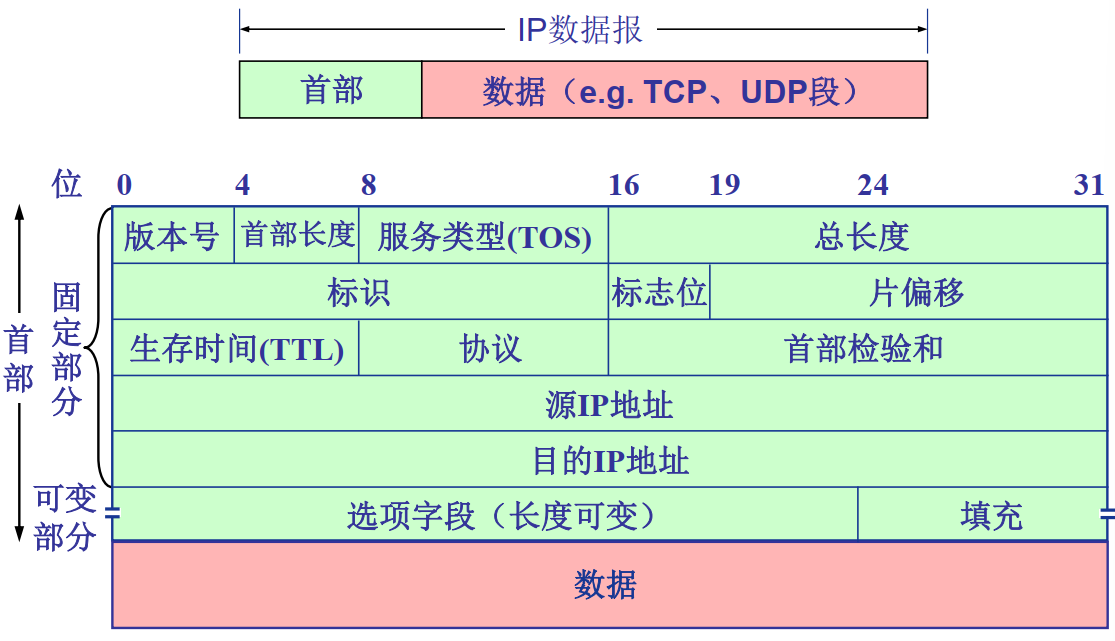 IP数据报
首部 数据（e.g. TCP、UDP段）
位 0 4 8 16 19 24 31
版本号 首部长度 服务类型(TOS) 总长度
标识 标志位 片偏移
生存时间(TTL) 协议 首部检验和
源IP地址
目的IP地址
选项字段（长度可变） 填充
数据
首部
固定部分
可变
部分